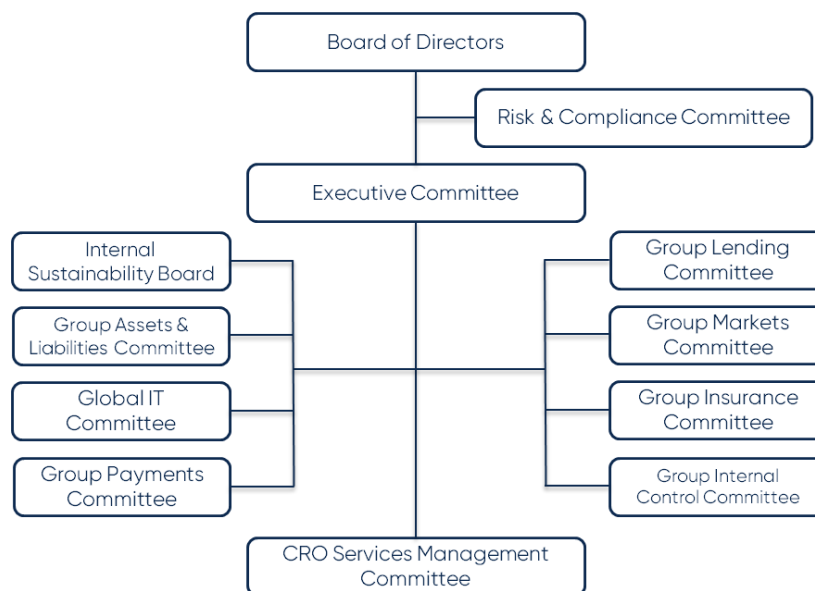 Board of Directors
Risk & Compliance Committee
Executive Committee
Internal
Sustainability Board
Group Assets &
Liabilities Committee
Global IT
Committee
Group Payments
Committee
Group Lending
Committee
Group Markets
Committee
Group Insurance
Committee
Group Internal
Control Committee
CRO Services Management
Committee